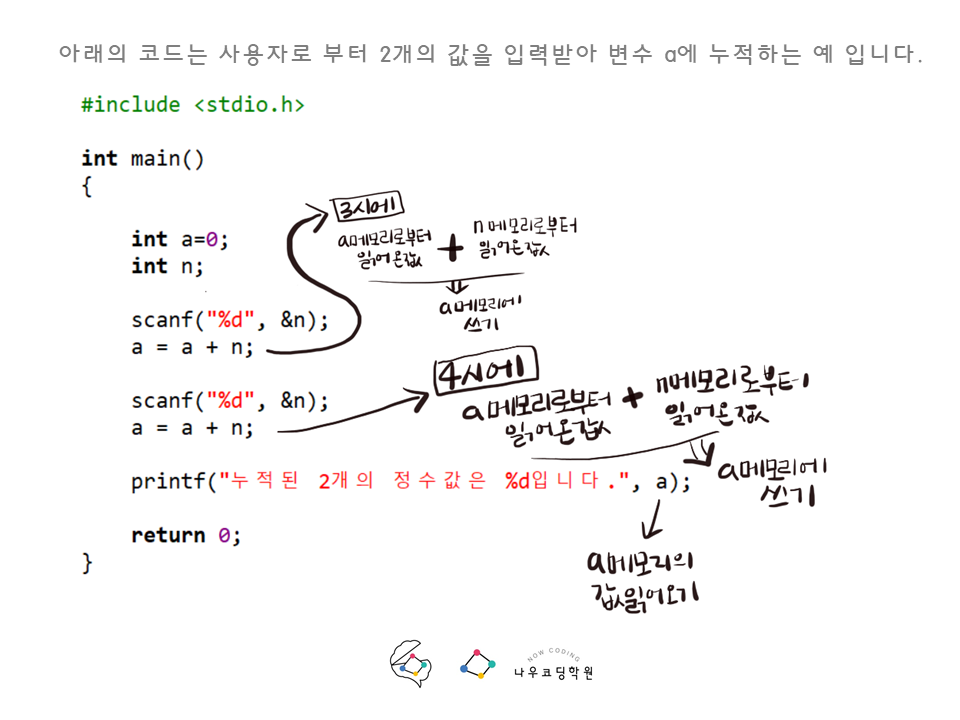 아래의 코드는 사용자로 부터 2개의 값을 입력받아 변수 a에 누적하는 예 입니다.
#include <stdio.h>
int main()
{
int a=0;
int n;
scanf("%d", &n);
a = a + n;
3시에
a메모리로부터
읽어온값
+
n메모리로부터
읽어온값
a메모리에
쓰기
scanf("%d", &n);
a = a + n;
4시에
a메모리로부터
읽어온값
+
n메모리로부터
읽어온값
a메모리에
쓰기
printf("누적된 2개의 정수값은 %d입니다.", a);
a메모리의
값읽어오기
return 0;
}
NOW CODING
나우코딩학원